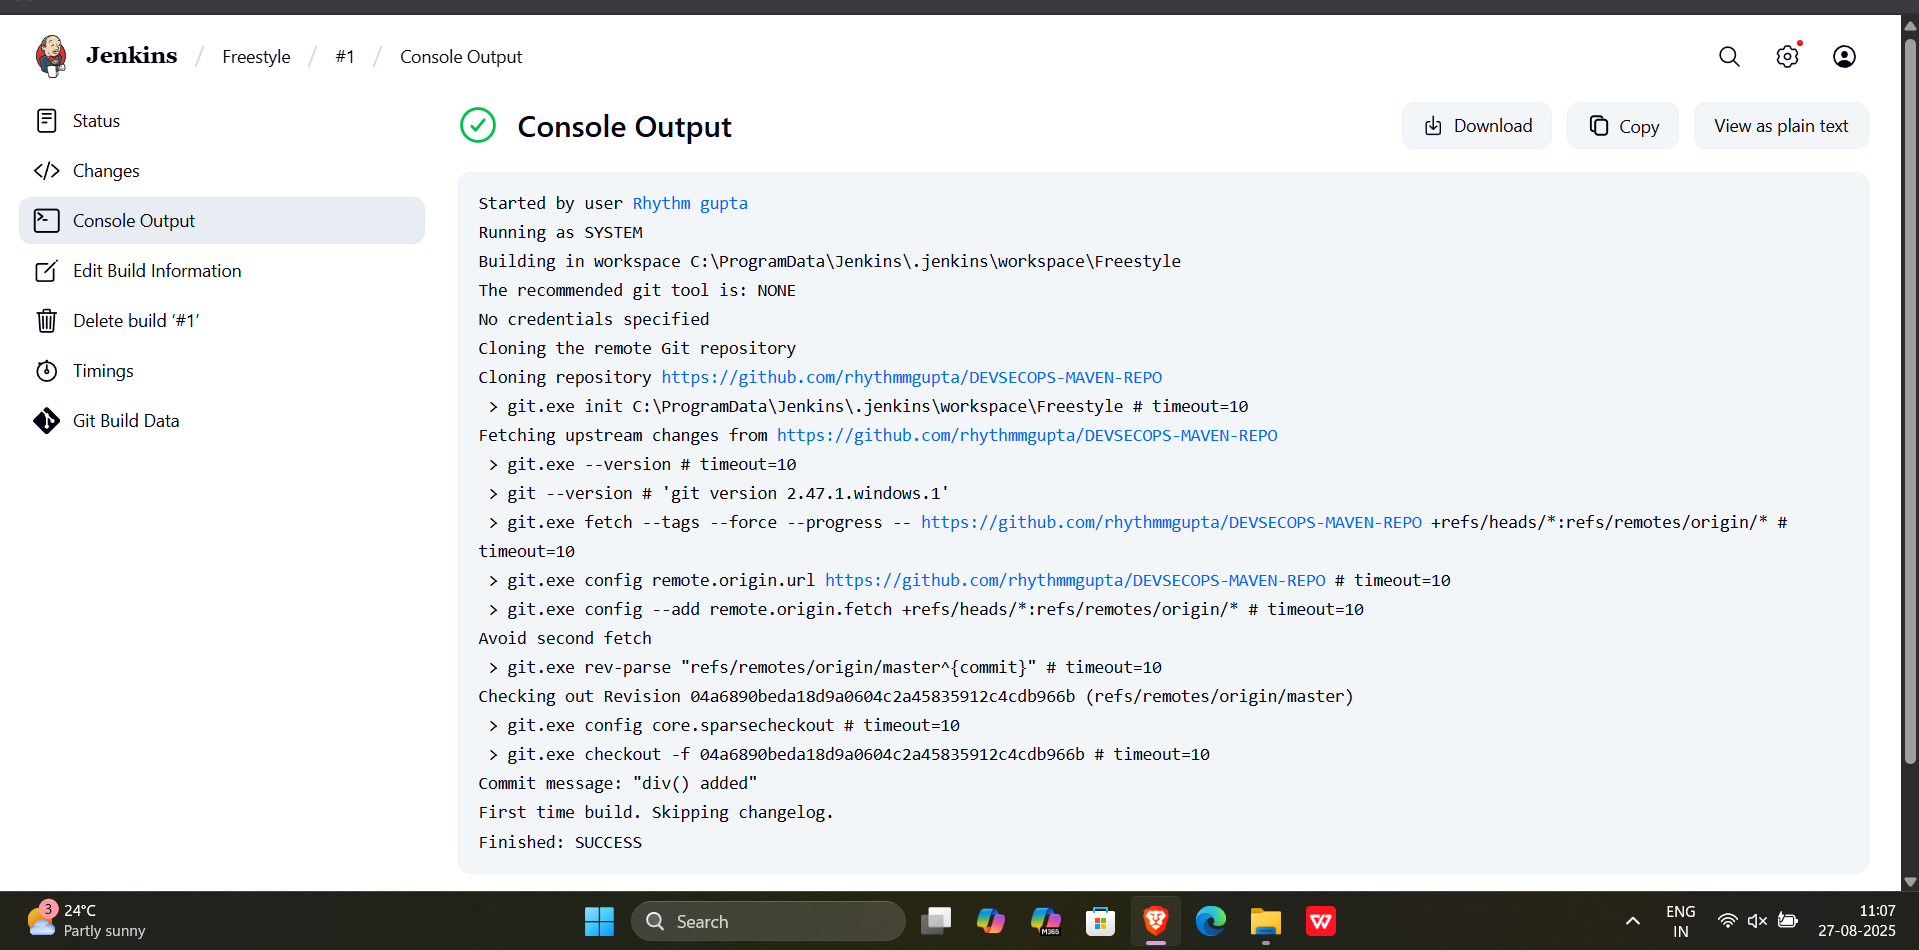 Jenkins / Freestyle / #1 / Console Output
Status
Changes
Console Output
Edit Build Information
Delete build ‘#1’
Timings
Git Build Data
Console Output
Download
Copy
View as plain text
Started by user Rhythm gupta
Running as SYSTEM
Building in workspace C:\ProgramData\Jenkins\.jenkins\workspace\Freestyle
The recommended git tool is: NONE
No credentials specified
Cloning the remote Git repository
Cloning repository https://github.com/rhythmmgupta/DEVSECOPS-MAVEN-REPO
> git.exe init C:\ProgramData\Jenkins\.jenkins\workspace\Freestyle # timeout=10
Fetching upstream changes from https://github.com/rhythmmgupta/DEVSECOPS-MAVEN-REPO
> git.exe --version # timeout=10
> git --version # 'git version 2.47.1.windows.1'
> git.exe fetch --tags --force --progress -- https://github.com/rhythmmgupta/DEVSECOPS-MAVEN-REPO +refs/heads/*:refs/remotes/origin/* #
timeout=10
> git.exe config remote.origin.url https://github.com/rhythmmgupta/DEVSECOPS-MAVEN-REPO # timeout=10
> git.exe config --add remote.origin.fetch +refs/heads/*:refs/remotes/origin/* # timeout=10
Avoid second fetch
> git.exe rev-parse "refs/remotes/origin/master^{commit}" # timeout=10
Checking out Revision 04a6890beda18d9a0604c2a45835912c4cdb966b (refs/remotes/origin/master)
> git.exe config core.sparsecheckout # timeout=10
> git.exe checkout -f 04a6890beda18d9a0604c2a45835912c4cdb966b # timeout=10
Commit message: "div() added"
First time build. Skipping changelog.
Finished: SUCCESS
3
24°C
Partly sunny
Search
M365
W
ENG
IN
11:07
27-08-2025